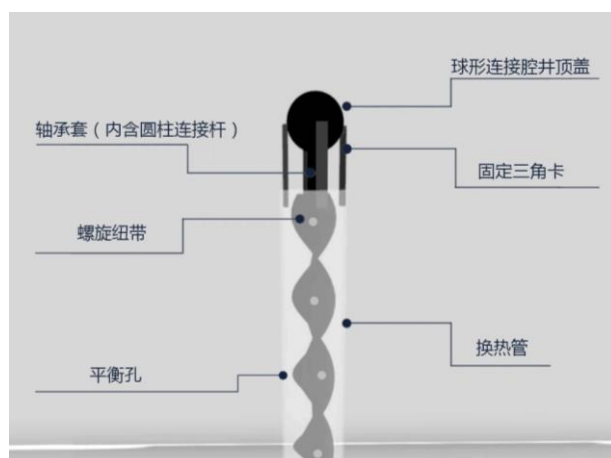 球形连接腔井顶盖
轴承套（内含圆柱连接杆）
固定三角卡
螺旋纽带
换热管
平衡孔